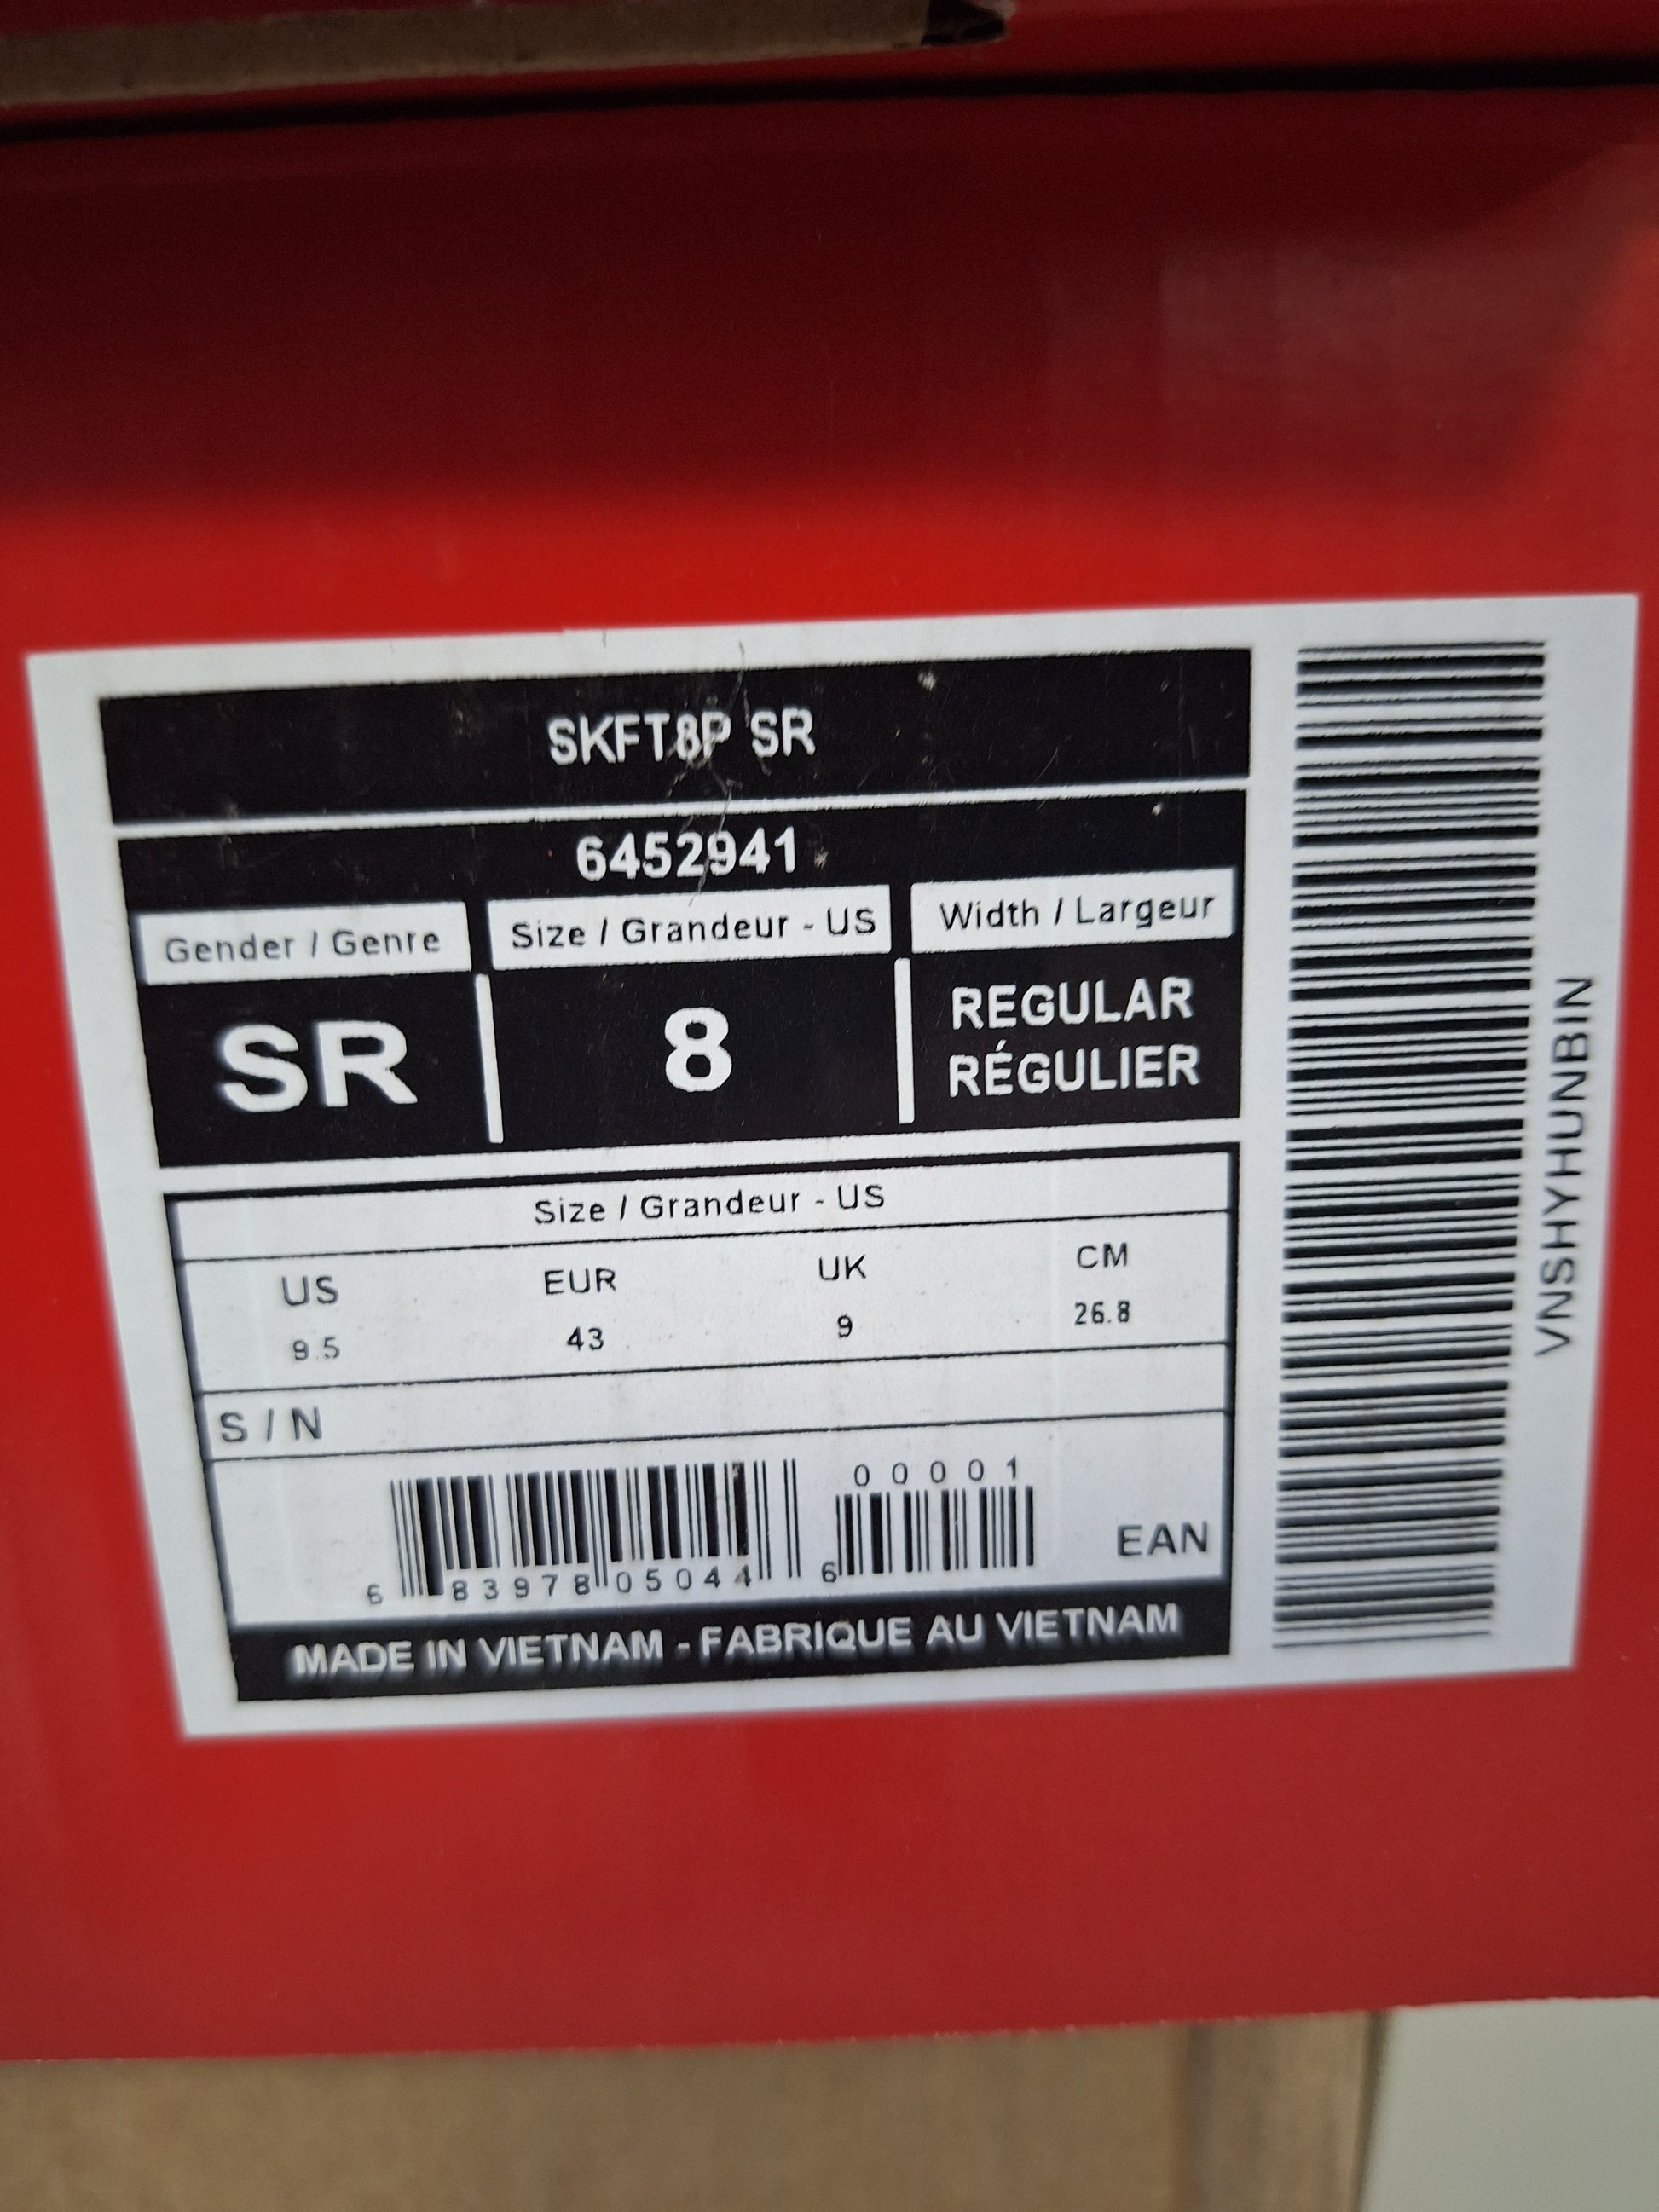 SKFT8P SR
6452941
Gender / Genre
Size / Grandeur - US
Width / Largeur
SR
8
REGULAR
RÉGULIER
Size / Grandeur - US
US EUR UK CM
9.5 43 9 26.8
S / N
00001
6 83978 05044 6
EAN
MADE IN VIETNAM - FABRIQUE AU VIETNAM
VNSHYHUNBIN